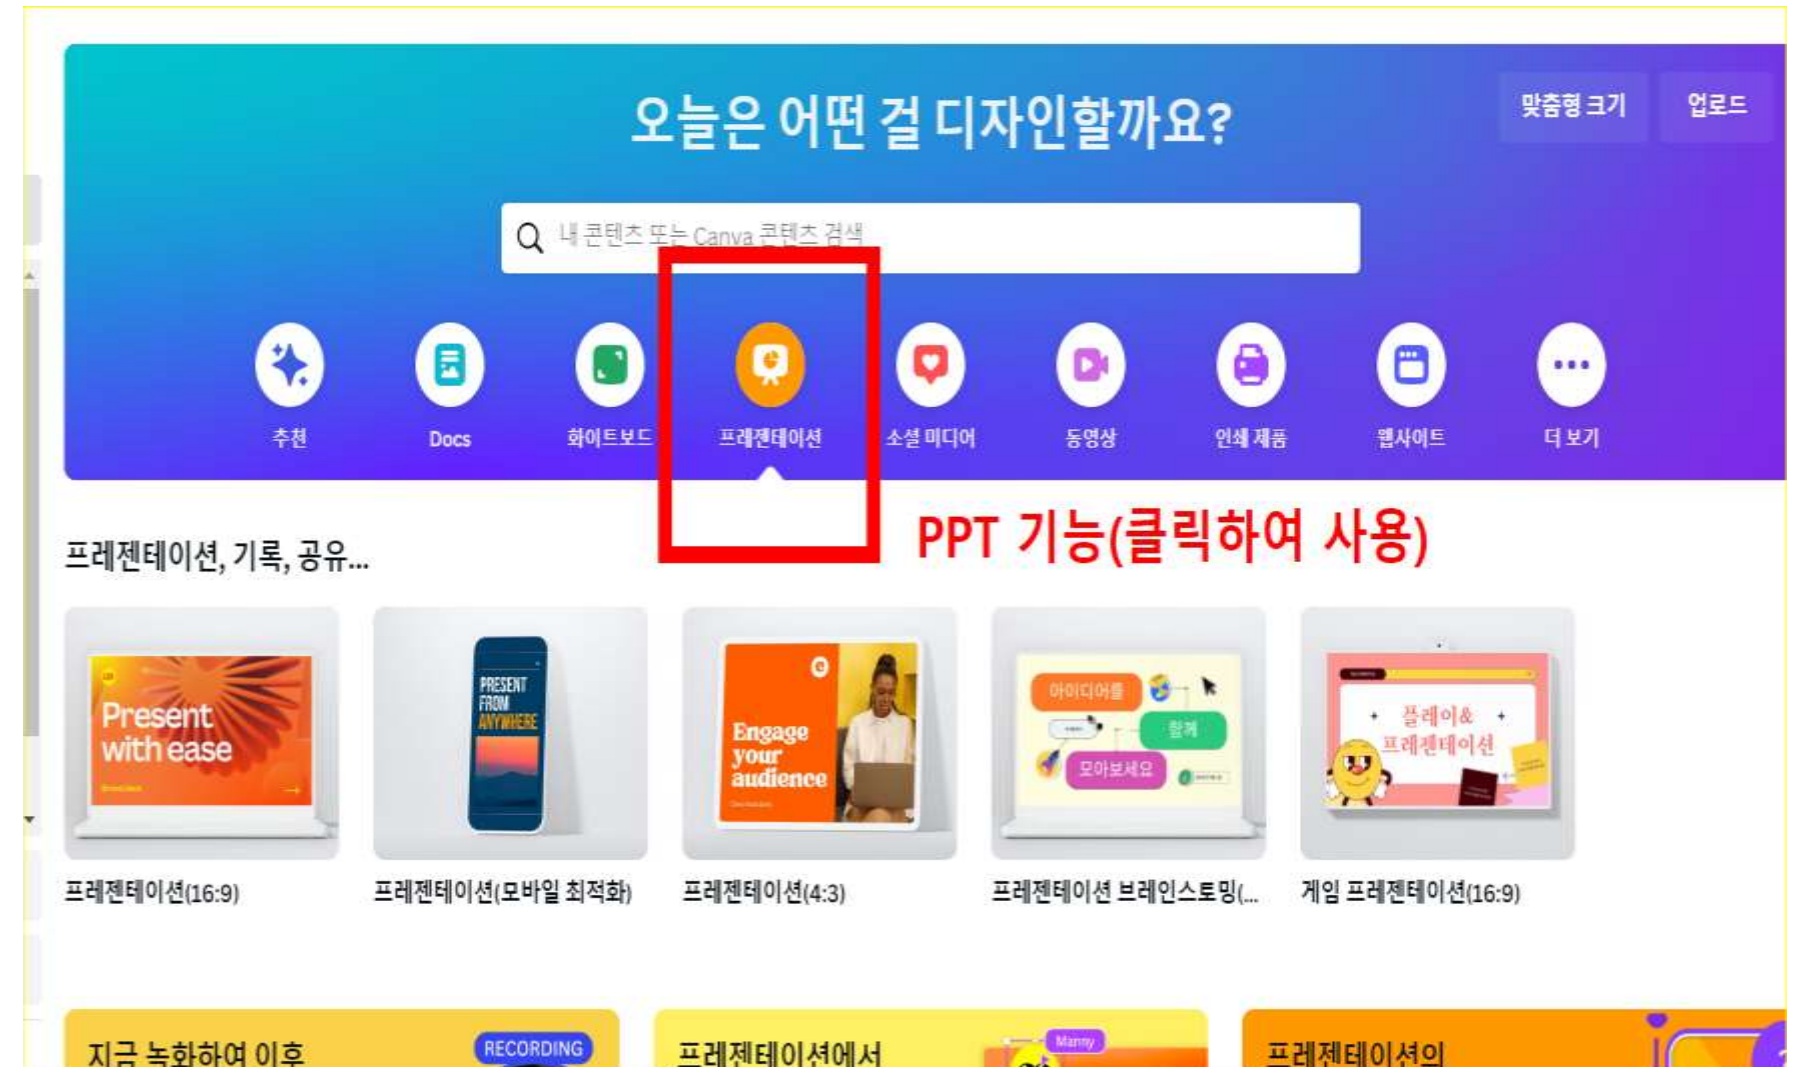 오늘은 어떤 걸 디자인할까요?
맞춤형 크기
업로드
내 콘텐츠 또는 Canva 콘텐츠 검색
추천
Docs
화이트보드
프레젠테이션
소셜 미디어
동영상
인쇄 제품
웹사이트
더 보기
PPT 기능(클릭하여 사용)
프레젠테이션, 기록, 공유...
Present
with ease
PRESENT
FROM
ANYWHERE
Engage
your
audience
아이디어를
함께
모아보세요
플레이&
프레젠테이션
프레젠테이션(16:9)
프레젠테이션(모바일 최적화)
프레젠테이션(4:3)
프레젠테이션 브레인스토밍(...
게임 프레젠테이션(16:9)
지금 녹화하여 이후
RECORDING
프레젠테이션에서
Manny
프레젠테이션의